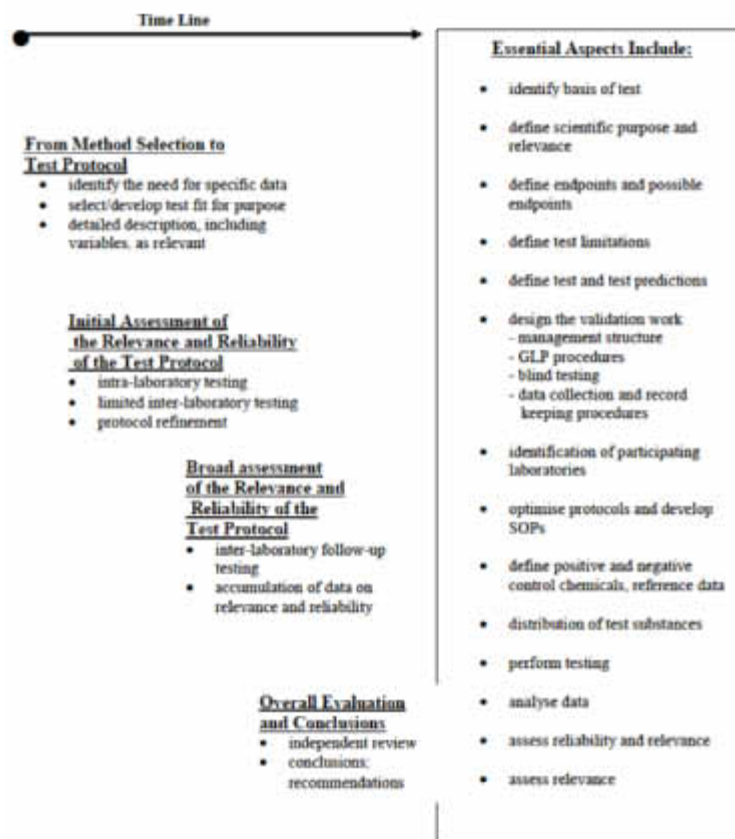 Time Line
From Method Selection to
Test Protocol
• identify the need for specific data
• select/develop test fit for purpose
• detailed description, including
variables, as relevant
Initial Assessment of
the Relevance and Reliability
of the Test Protocol
• intra-laboratory testing
• limited inter-laboratory testing
• protocol refinement
Broad assessment
of the Relevance and
Reliability of the
Test Protocol
• inter-laboratory follow-up
testing
• accumulation of data on
relevance and reliability
Overall Evaluation
and Conclusions
• independent review
• conclusions;
recommendations
Essential Aspects Include:
• identify basis of test
• define scientific purpose and
relevance
• define endpoints and possible
endpoints
• define test limitations
• define test and test predictions
• design the validation work
- management structure
- GLP procedures
- blind testing
- data collection and record
keeping procedures
• identification of participating
laboratories
• optimise protocols and develop
SOPs
• define positive and negative
control chemicals, reference data
• distribution of test substances
• perform testing
• analyse data
• assess reliability and relevance
• assess relevance